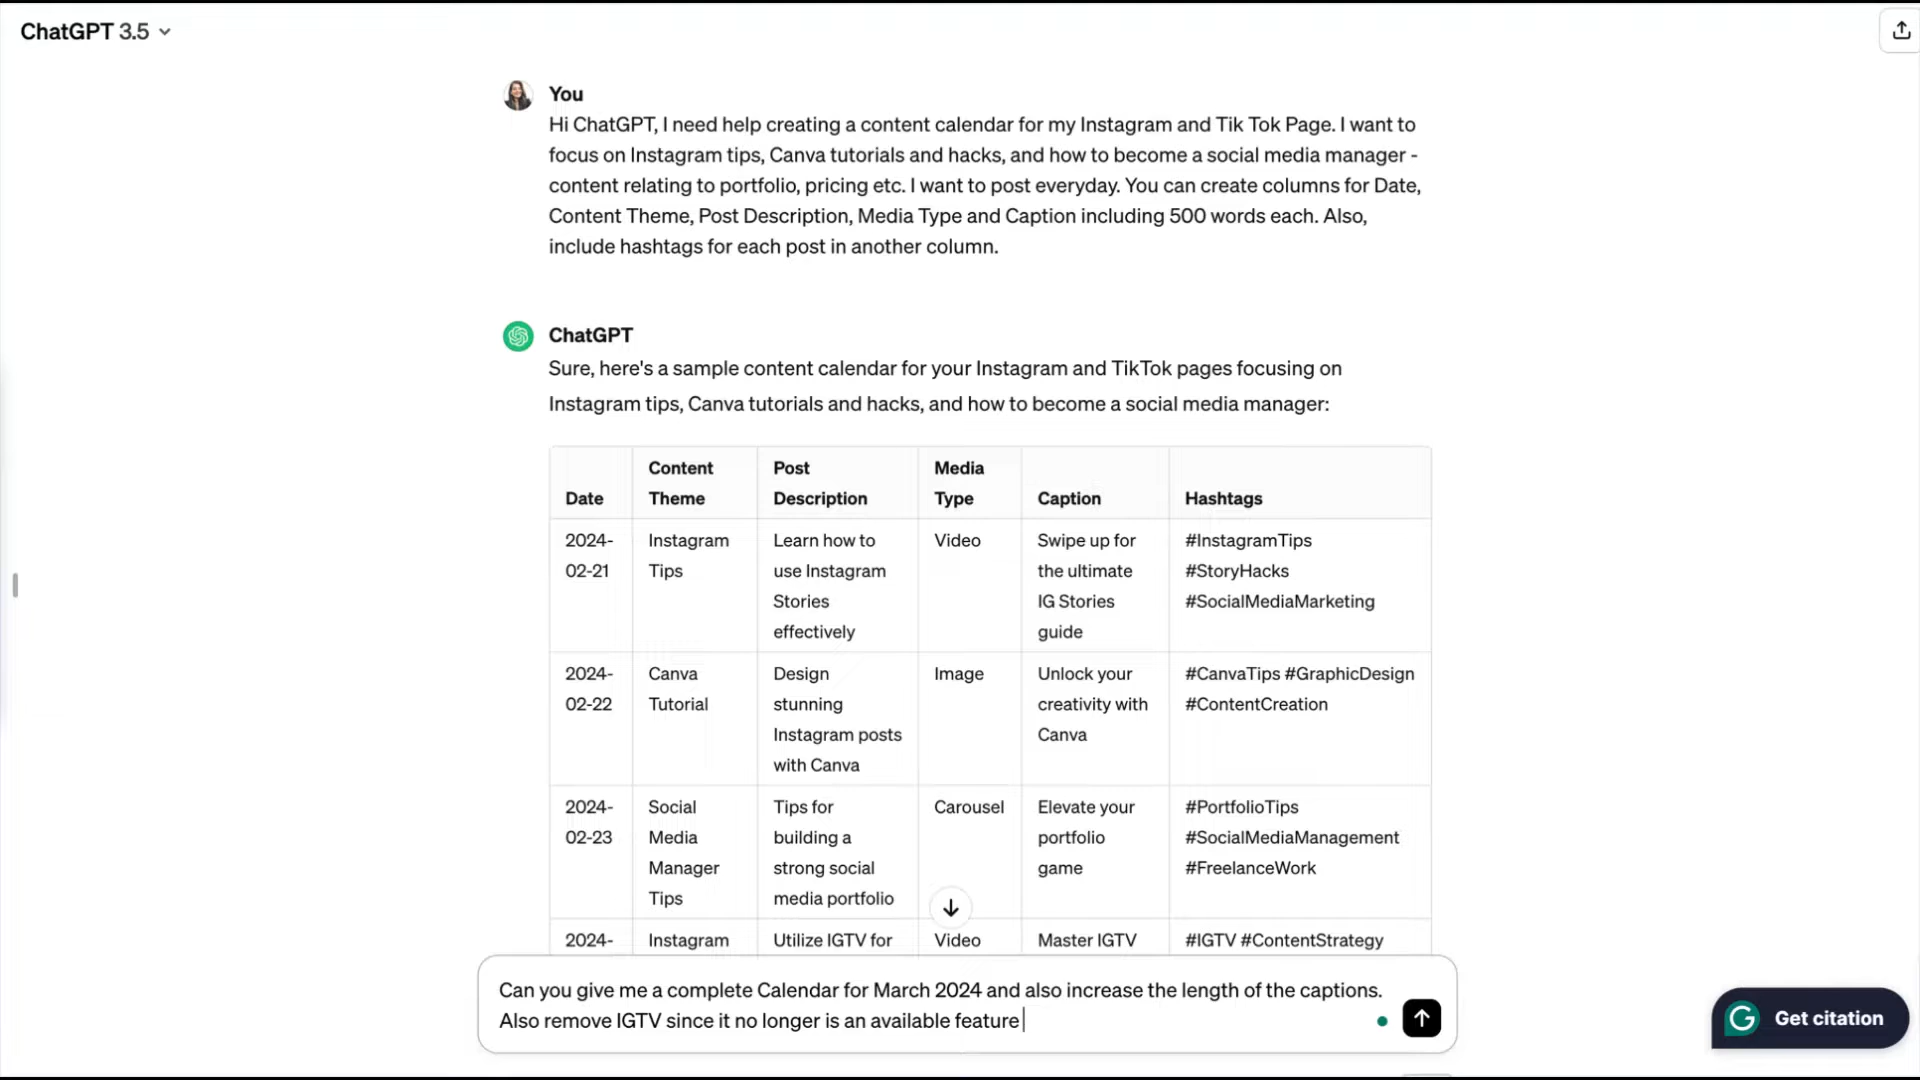 ChatGPT 3.5
You
Hi ChatGPT, I need help creating a content calendar for my Instagram and Tik Tok Page. I want to
focus on Instagram tips, Canva tutorials and hacks, and how to become a social media manager -
content relating to portfolio, pricing etc. I want to post everyday. You can create columns for Date,
Content Theme, Post Description, Media Type and Caption including 500 words each. Also,
include hashtags for each post in another column.
ChatGPT
Sure, here's a sample content calendar for your Instagram and TikTok pages focusing on
Instagram tips, Canva tutorials and hacks, and how to become a social media manager:
Content Post Media
Date Theme Description Type Caption Hashtags
2024- Instagram Learn how to Video Swipe up for #InstagramTips
02-21 Tips use Instagram the ultimate #StoryHacks
Stories IG Stories #SocialMediaMarketing
effectively guide
2024- Canva Design Image Unlock your #CanvaTips #GraphicDesign
02-22 Tutorial stunning creativity with #ContentCreation
Instagram posts Canva
with Canva
2024- Social Tips for Carousel Elevate your #PortfolioTips
02-23 Media building a portfolio #SocialMediaManagement
Manager strong social game #FreelanceWork
Tips media portfolio
2024- Instagram Utilize IGTV for Video Master IGTV #IGTV #ContentStrategy
Can you give me a complete Calendar for March 2024 and also increase the length of the captions.
Also remove IGTV since it no longer is an available feature
Get citation